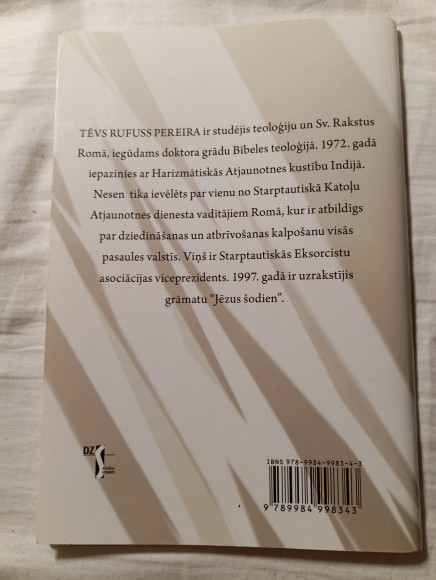 TĒVS RUFUSS PEREIRA ir studējis teoloģiju un Sv. Rakstus
Romā, iegūdams doktora grādu Bībeles teoloģijā. 1972. gadā
iepazinies ar Harizmātiskās Atjaunotnes kustību Indijā.
Nesen tika ievēlēts par vienu no Starptautiskā Katoļu
Atjaunotnes dienesta vadītājiem Romā, kur ir atbildīgs
par dziedināšanas un atbrīvošanas kalpošanu visās
pasaules valstīs. Viņš ir Starptautiskās Eksorcistu
asociācijas viceprezidents. 1997. gadā ir uzrakstījis
grāmatu “Jēzus šodien”.
DZ
IBNS 978-9984-9983-4-3
9 789984 998343